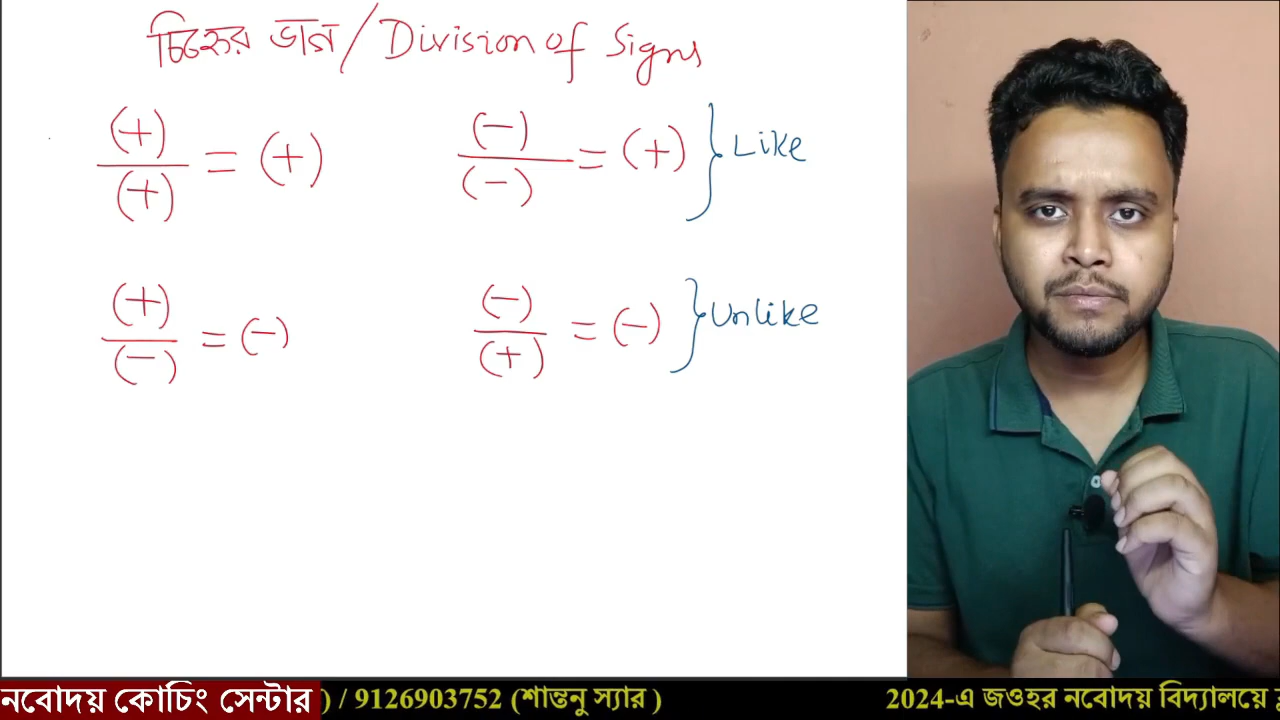 চিহ্নের ভাগ / Division of Signs
(+)/(+) = (+) (-)/(-) = (+) } Like
(+)/(-) = (-) (-)/(+) = (-) } Unlike
নবোদয় কোচিং সেন্টার ) / 9126903752 (শান্তনু স্যার ) 2024-এ জওহর নবোদয় বিদ্যালয়ে